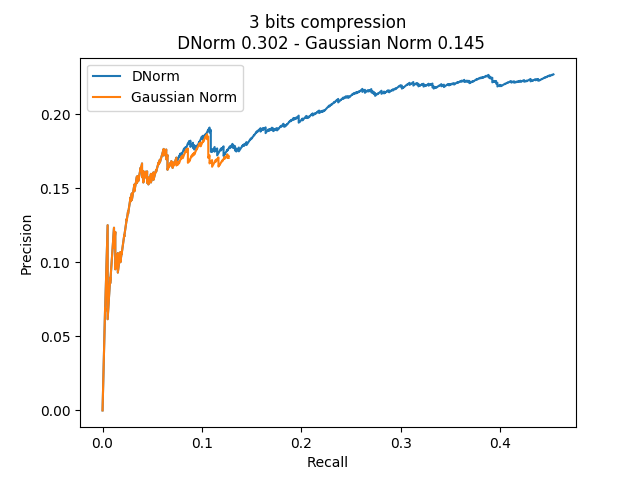 3 bits compression
DNorm 0.302 - Gaussian Norm 0.145
DNorm
Gaussian Norm
Precision
0.20
0.15
0.10
0.05
0.00
0.0 0.1 0.2 0.3 0.4
Recall